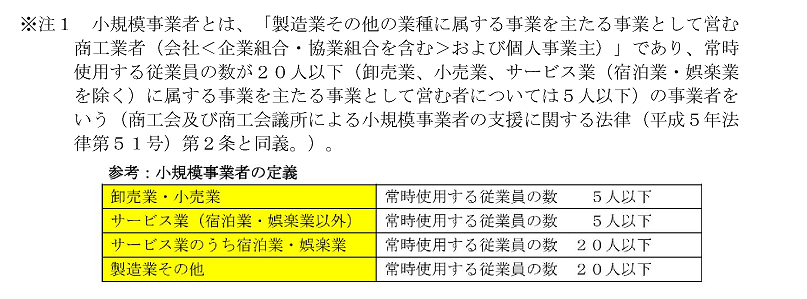 ※注１　小規模事業者とは、「製造業その他の業種に属する事業を主たる事業として営む
商工業者（会社＜企業組合・協業組合を含む＞および個人事業主）」であり、常時
使用する従業員の数が２０人以下（卸売業、小売業、サービス業（宿泊業・娯楽業
を除く）に属する事業を主たる事業として営む者については５人以下）の事業者を
いう（商工会及び商工会議所による小規模事業者の支援に関する法律（平成５年法
律第５１号）第２条と同義。）。
参考：小規模事業者の定義
卸売業・小売業　常時使用する従業員の数　５人以下
サービス業（宿泊業・娯楽業以外）　常時使用する従業員の数　５人以下
サービス業のうち宿泊業・娯楽業　常時使用する従業員の数　２０人以下
製造業その他　常時使用する従業員の数　２０人以下